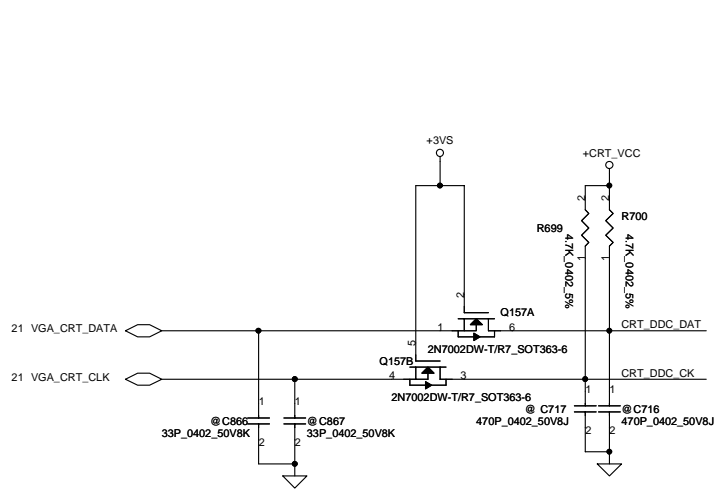 +3VS
+CRT_VCC
2
2
R699
R700
4.7K_0402_5%
4.7K_0402_5%
1
1
2
Q157A
21 VGA_CRT_DATA
1
6
CRT_DDC_DAT
2N7002DW-T/R7_SOT363-6
5
Q157B
21 VGA_CRT_CLK
4
3
CRT_DDC_CK
2N7002DW-T/R7_SOT363-6
1
1
1
1
@C866
33P_0402_50V8K
@C867
33P_0402_50V8K
@ C717
470P_0402_50V8J
@C716
470P_0402_50V8J
2
2
2
2